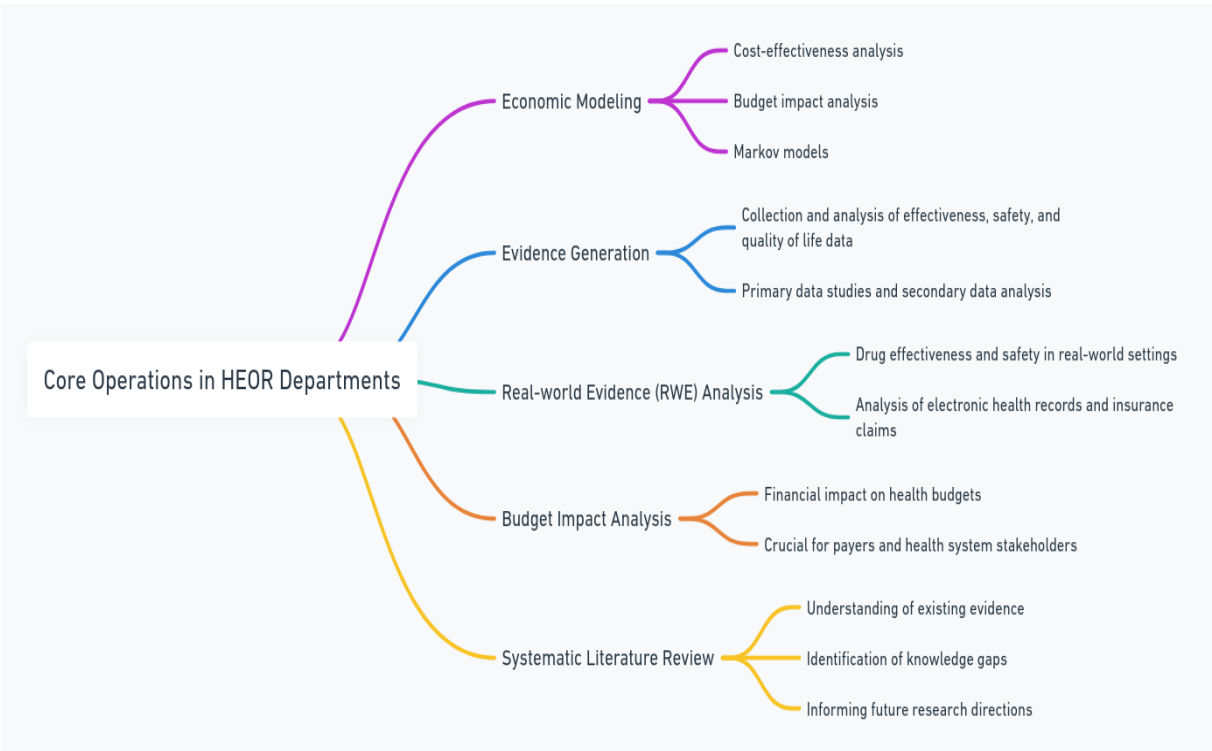 Core Operations in HEOR Departments
Economic Modeling
Cost-effectiveness analysis
Budget impact analysis
Markov models
Evidence Generation
Collection and analysis of effectiveness, safety, and
quality of life data
Primary data studies and secondary data analysis
Real-world Evidence (RWE) Analysis
Drug effectiveness and safety in real-world settings
Analysis of electronic health records and insurance
claims
Budget Impact Analysis
Financial impact on health budgets
Crucial for payers and health system stakeholders
Systematic Literature Review
Understanding of existing evidence
Identification of knowledge gaps
Informing future research directions